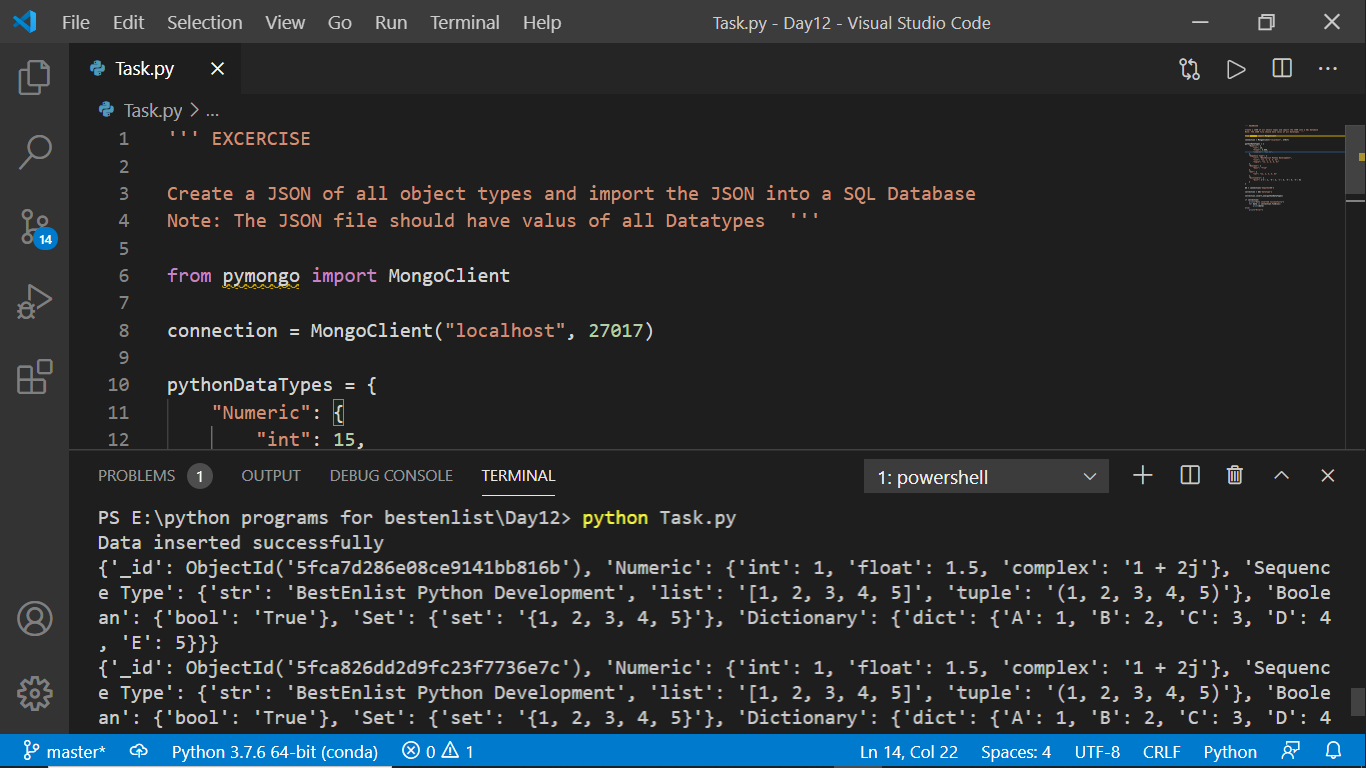 File Edit Selection View Go Run Terminal Help Task.py - Day12 - Visual Studio Code
Task.py
Task.py > ...
1 ''' EXCERCISE
2
3 Create a JSON of all object types and import the JSON into a SQL Database
4 Note: The JSON file should have valus of all Datatypes '''
5
6 from pymongo import MongoClient
7
8 connection = MongoClient("localhost", 27017)
9
10 pythonDataTypes = {
11 "Numeric": {
12 "int": 15,
14
PROBLEMS 1 OUTPUT DEBUG CONSOLE TERMINAL 1: powershell
PS E:\python programs for bestenlist\Day12> python Task.py
Data inserted successfully
{'_id': ObjectId('5fca7d286e08ce9141bb816b'), 'Numeric': {'int': 1, 'float': 1.5, 'complex': '1 + 2j'}, 'Sequenc
e Type': {'str': 'BestEnlist Python Development', 'list': '[1, 2, 3, 4, 5]', 'tuple': '(1, 2, 3, 4, 5)'}, 'Boole
an': {'bool': 'True'}, 'Set': {'set': '{1, 2, 3, 4, 5}'}, 'Dictionary': {'dict': {'A': 1, 'B': 2, 'C': 3, 'D': 4
, 'E': 5}}}
{'_id': ObjectId('5fca826dd2d9fc23f7736e7c'), 'Numeric': {'int': 1, 'float': 1.5, 'complex': '1 + 2j'}, 'Sequenc
e Type': {'str': 'BestEnlist Python Development', 'list': '[1, 2, 3, 4, 5]', 'tuple': '(1, 2, 3, 4, 5)'}, 'Boole
an': {'bool': 'True'}, 'Set': {'set': '{1, 2, 3, 4, 5}'}, 'Dictionary': {'dict': {'A': 1, 'B': 2, 'C': 3, 'D': 4
master* Python 3.7.6 64-bit (conda) 0 1 Ln 14, Col 22 Spaces: 4 UTF-8 CRLF Python